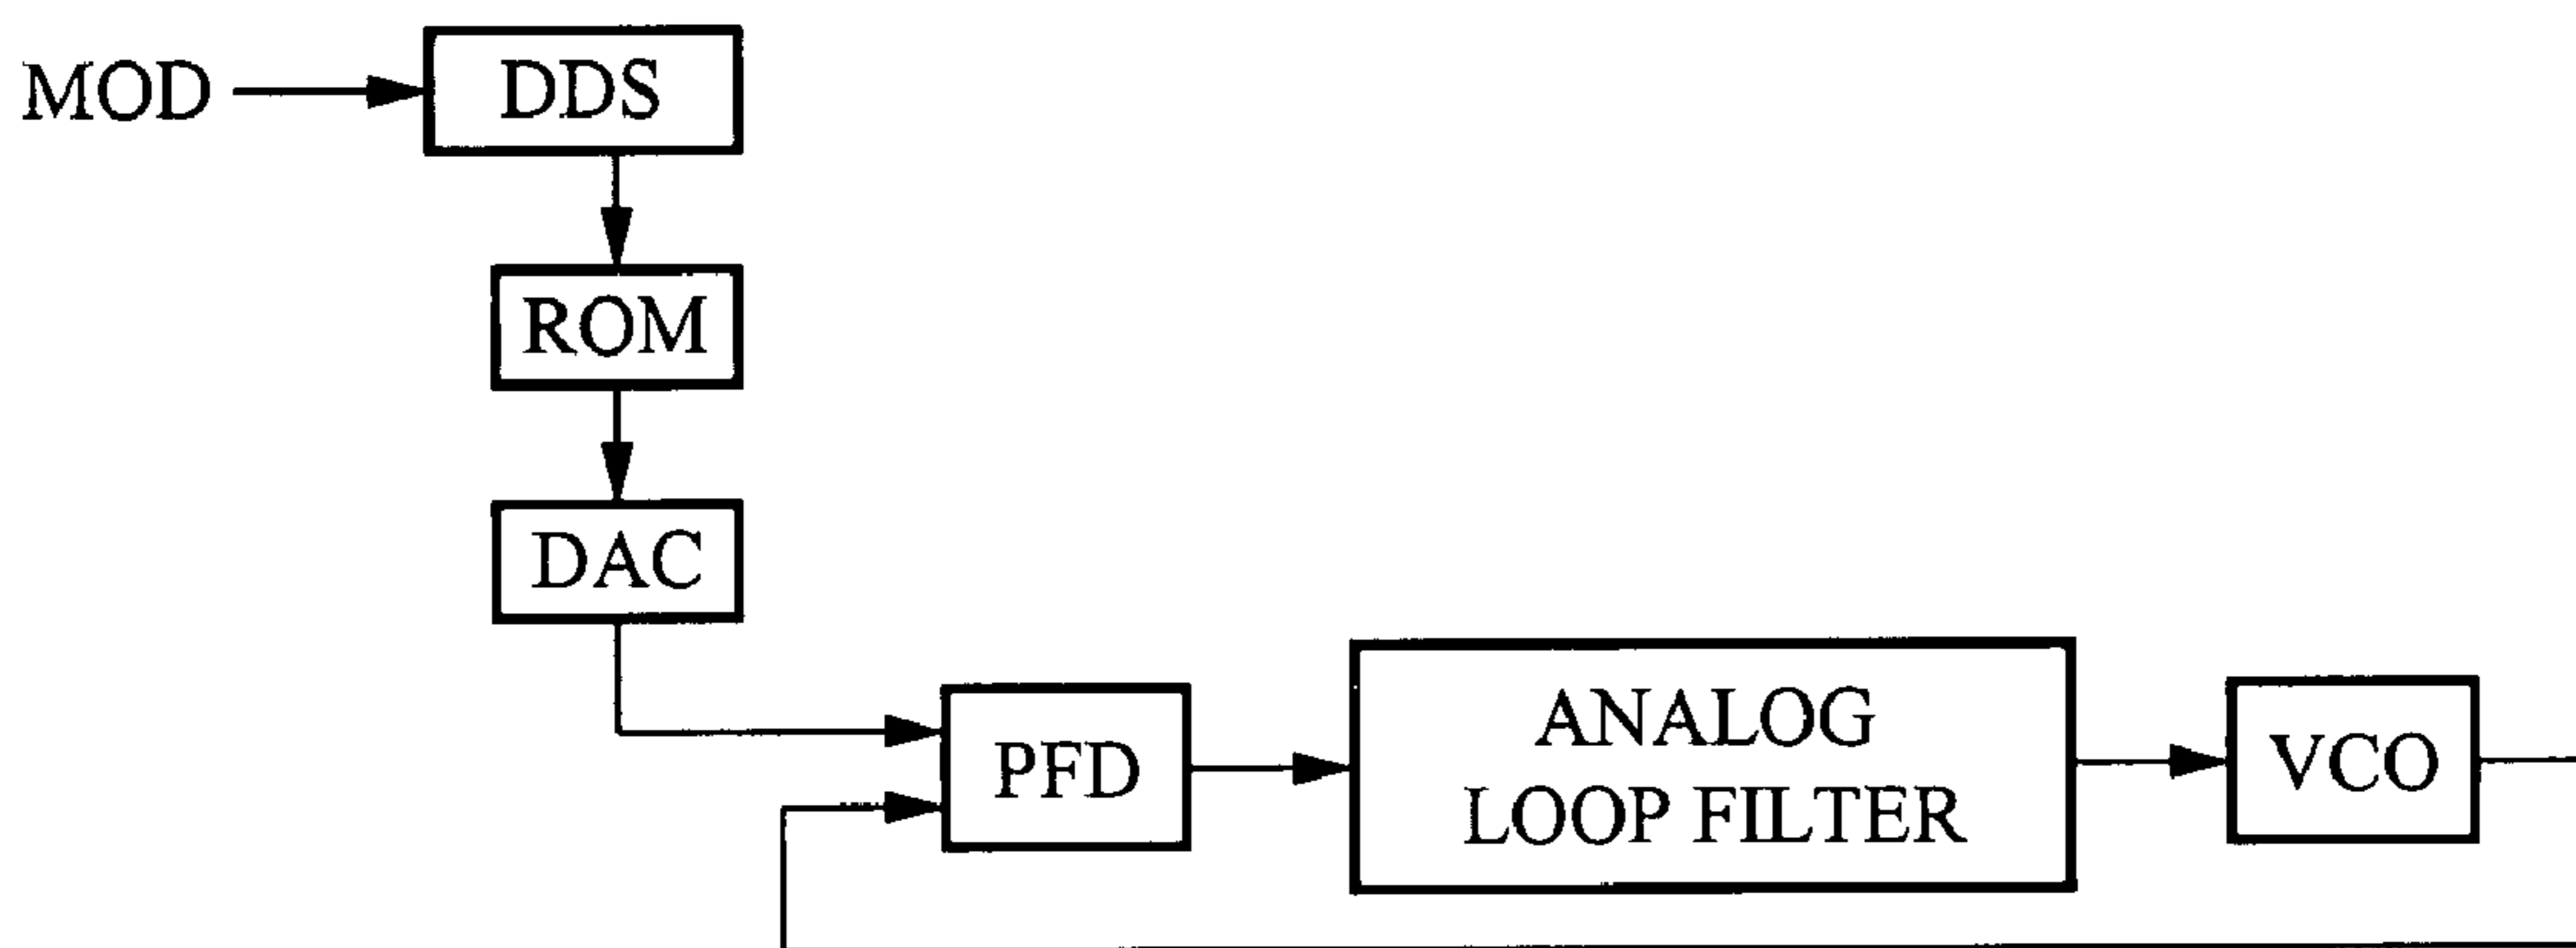 MOD
DDS
ROM
DAC
PFD
ANALOG
LOOP FILTER
VCO